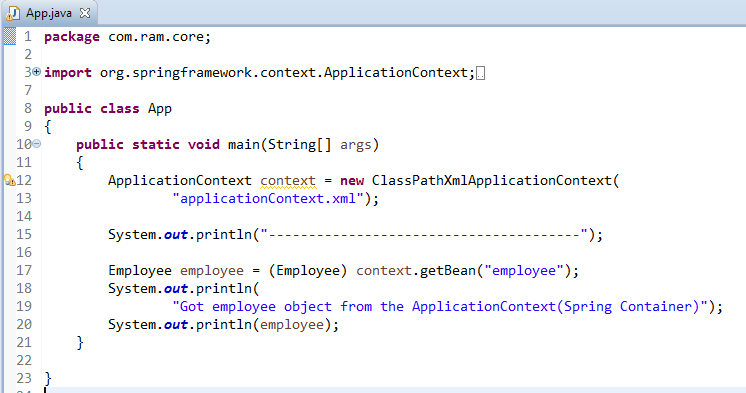 App.java
1 package com.ram.core;
2
3 import org.springframework.context.ApplicationContext;
7
8 public class App
9 {
10     public static void main(String[] args)
11     {
12         ApplicationContext context = new ClassPathXmlApplicationContext(
13                 "applicationContext.xml");
14
15         System.out.println("---------------------------------------");
16
17         Employee employee = (Employee) context.getBean("employee");
18         System.out.println(
19                 "Got employee object from the ApplicationContext(Spring Container)");
20         System.out.println(employee);
21     }
22
23 }